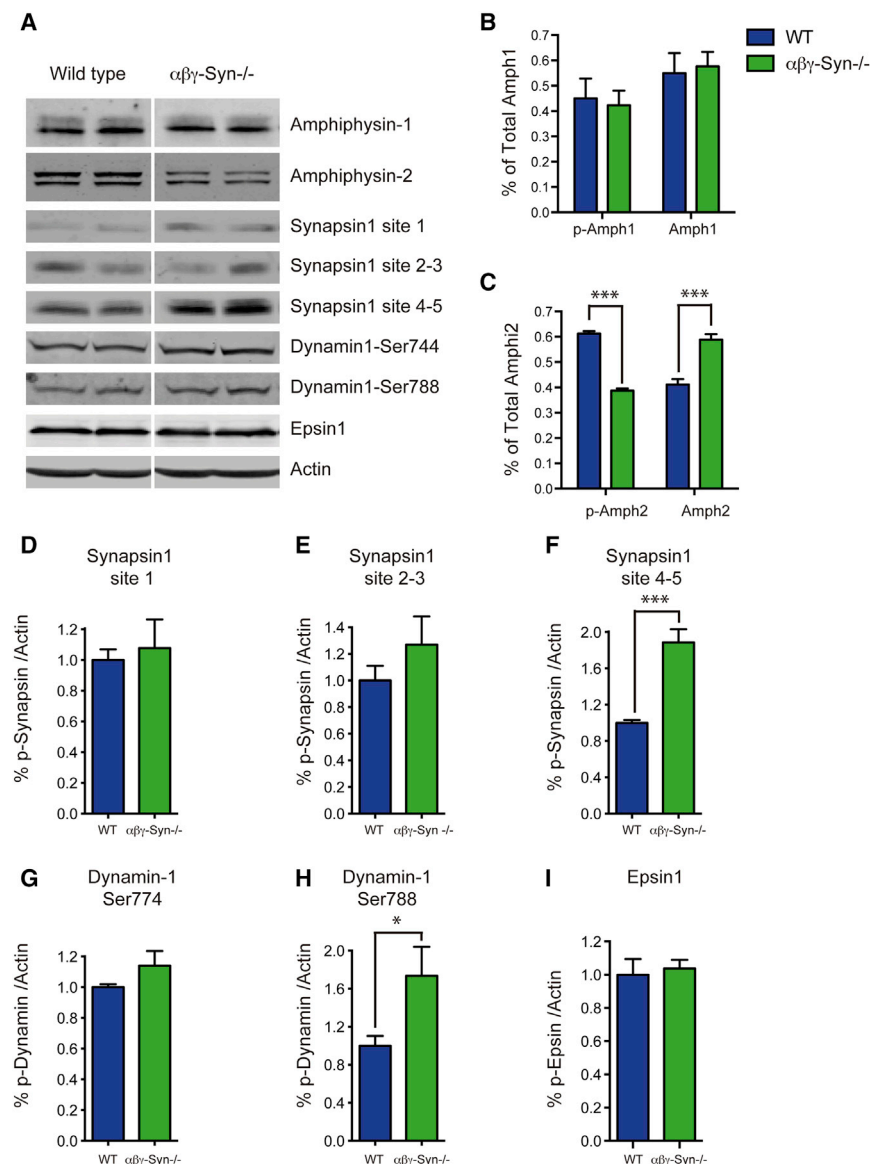 A
Wild type αβγ-Syn-/-
Amphiphysin-1
Amphiphysin-2
Synapsin1 site 1
Synapsin1 site 2-3
Synapsin1 site 4-5
Dynamin1-Ser744
Dynamin1-Ser788
Epsin1
Actin
B
WT
αβγ-Syn-/-
% of Total Amph1
0.7
0.6
0.5
0.4
0.3
0.2
0.1
0.0
p-Amph1 Amph1
C
% of Total Amphi2
0.7
0.6
0.5
0.4
0.3
0.2
0.1
0.0
*** ***
p-Amph2 Amph2
D
Synapsin1
site 1
% p-Synapsin /Actin
1.2
1.0
0.8
0.6
0.4
0.2
0.0
WT αβγ-Syn-/-
E
Synapsin1
site 2-3
% p-Synapsin /Actin
1.4
1.2
1.0
0.8
0.6
0.4
0.2
0.0
WT αβγ-Syn -/-
F
Synapsin1
site 4-5
***
% p-Synapsin /Actin
2.0
1.6
1.2
0.8
0.4
0.0
WT αβγ-Syn-/-
G
Dynamin-1
Ser774
% p-Dynamin /Actin
1.2
1.0
0.8
0.6
0.4
0.2
0.0
WT αβγ-Syn-/-
H
Dynamin-1
Ser788
*
% p-Dynamin /Actin
2.0
1.6
1.2
0.8
0.4
0.0
WT αβγ-Syn-/-
I
Epsin1
% p-Epsin /Actin
1.2
1.0
0.8
0.6
0.4
0.2
0.0
WT αβγ-Syn-/-